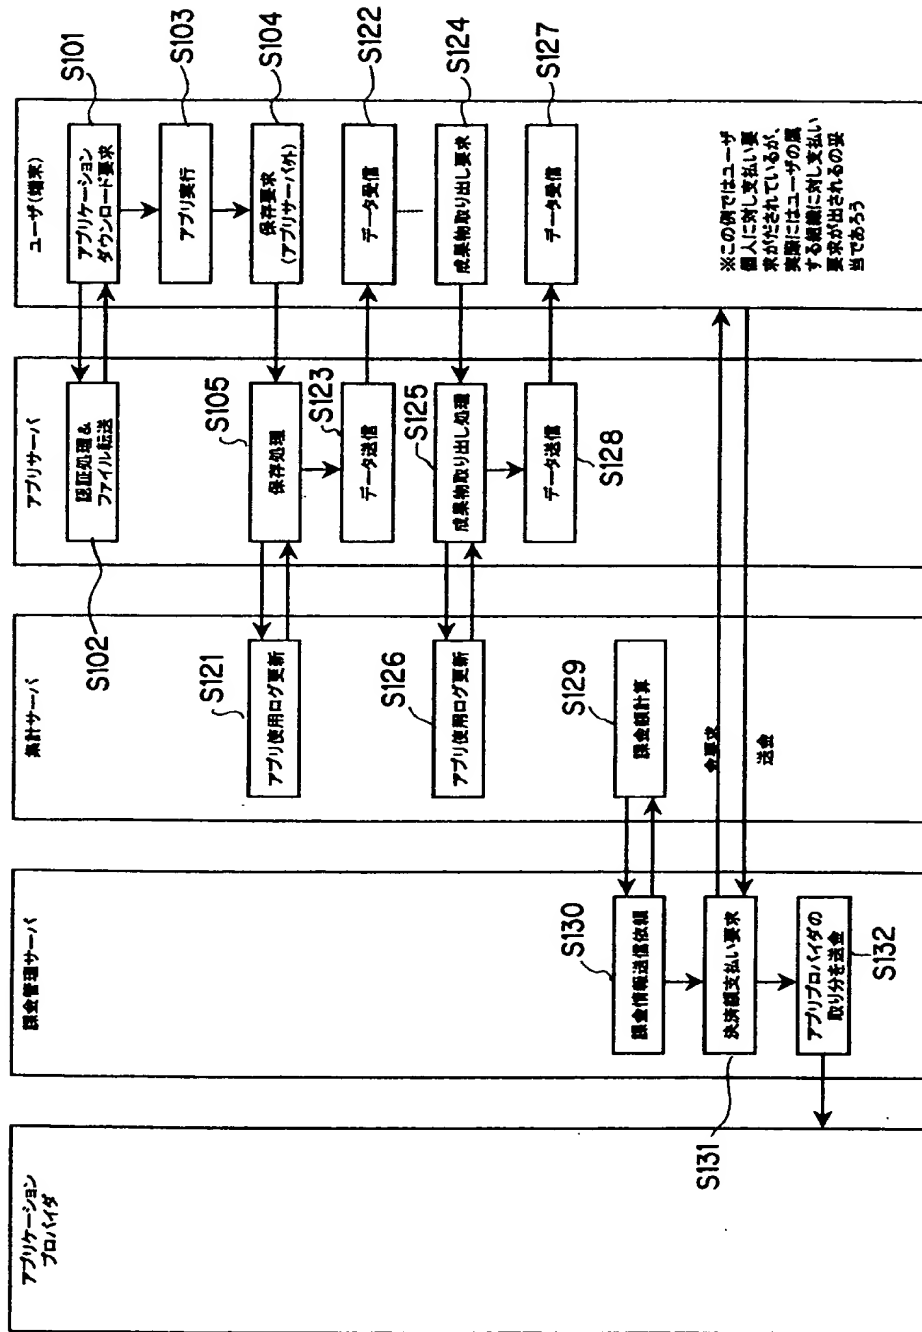 ユーザ(端末)
アプリケーション
ダウンロード要求
S101
アプリ実行
S103
保存要求
(アプリサーバ外)
S104
データ受信
S122
成果物取り出し要求
S124
データ受信
S127
※この例ではユーザ
個人に対し支払い要
求がだされているが、
実際にはユーザの属
する組織に対し支払い
要求が出されるの妥
当であろう
アプリサーバ
認証処理&
ファイル転送
S102
保存処理
S105
データ送信
S123
成果物取り出し処理
S125
データ送信
S128
集計サーバ
アプリ使用ログ更新
S121
アプリ使用ログ更新
S126
課金額計算
S129
金要求
送金
課金管理サーバ
課金情報送信依頼
S130
決済額支払い要求
S131
アプリプロバイダの
取り分を送金
S132
アプリケーション
プロバイダ